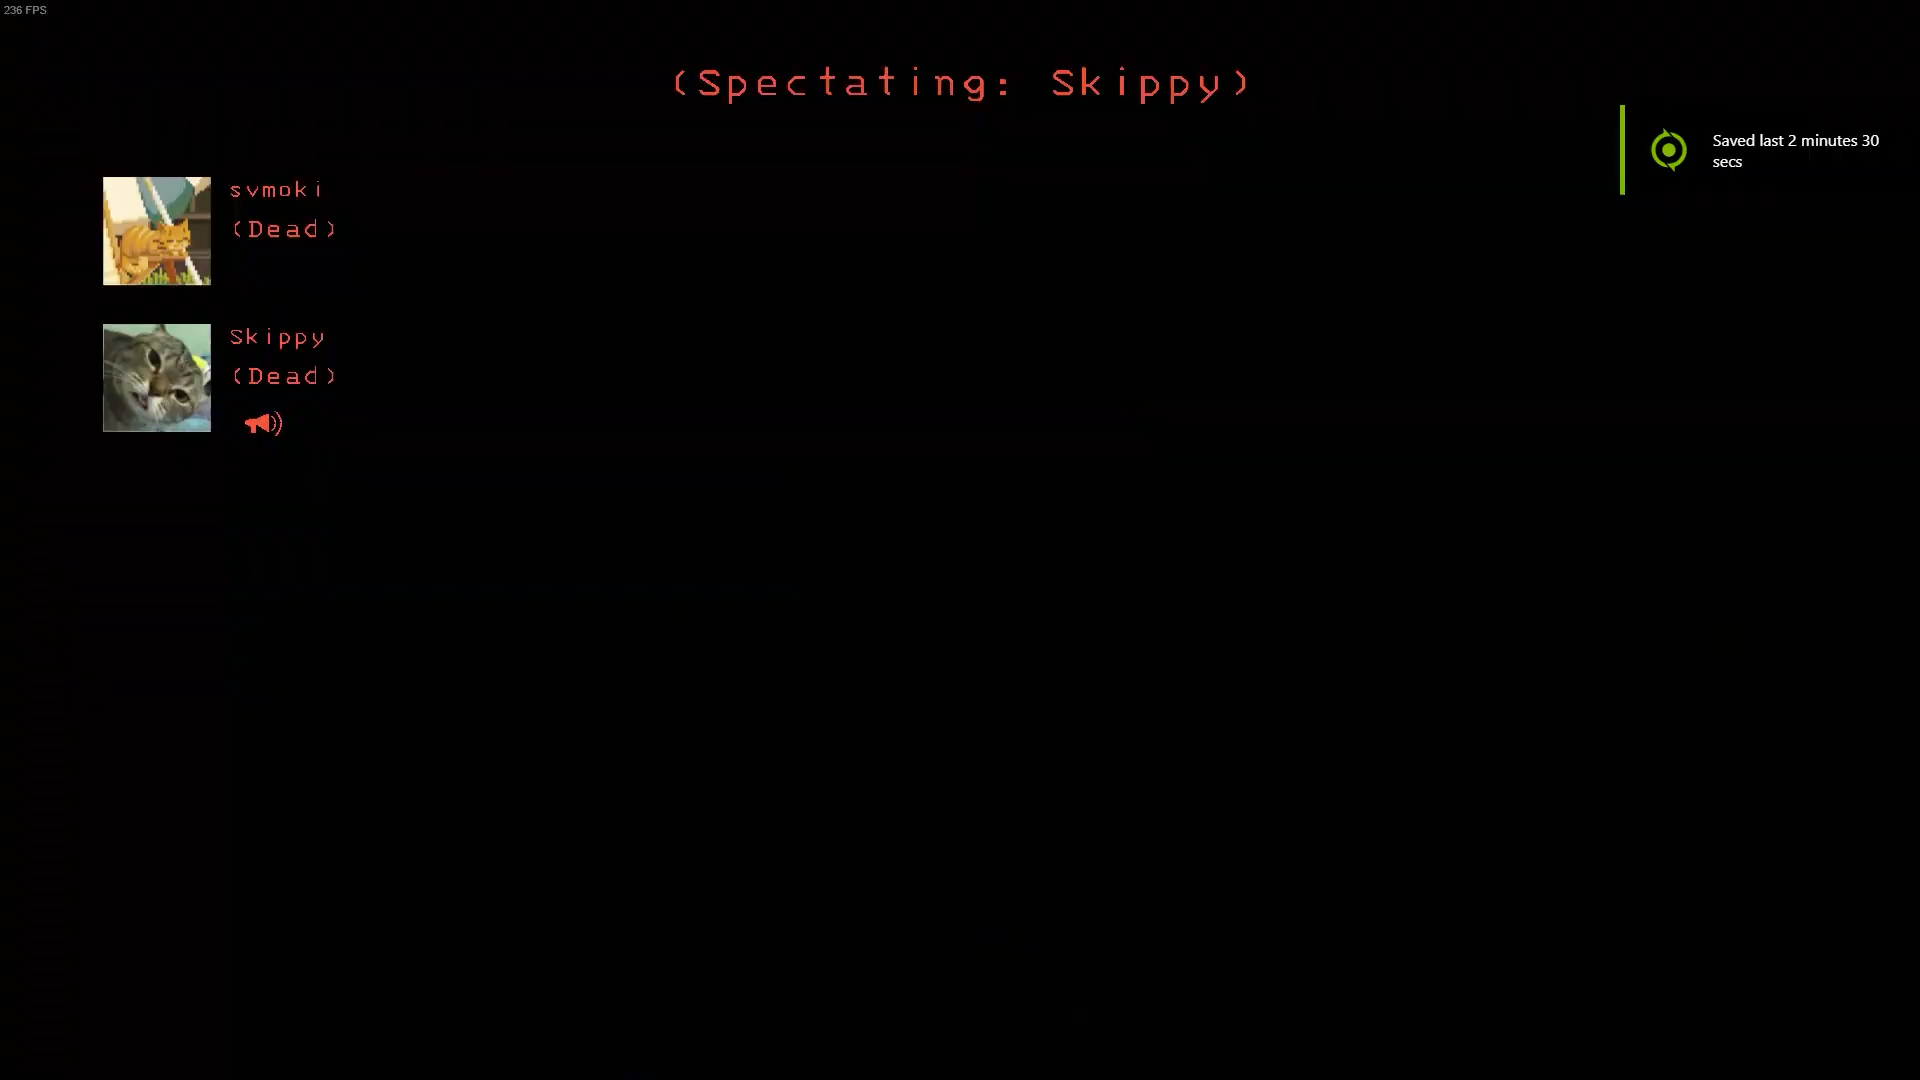 236 FPS
(Spectating: Skippy)
Saved last 2 minutes 30
secs
svmoki
(Dead)
Skippy
(Dead)